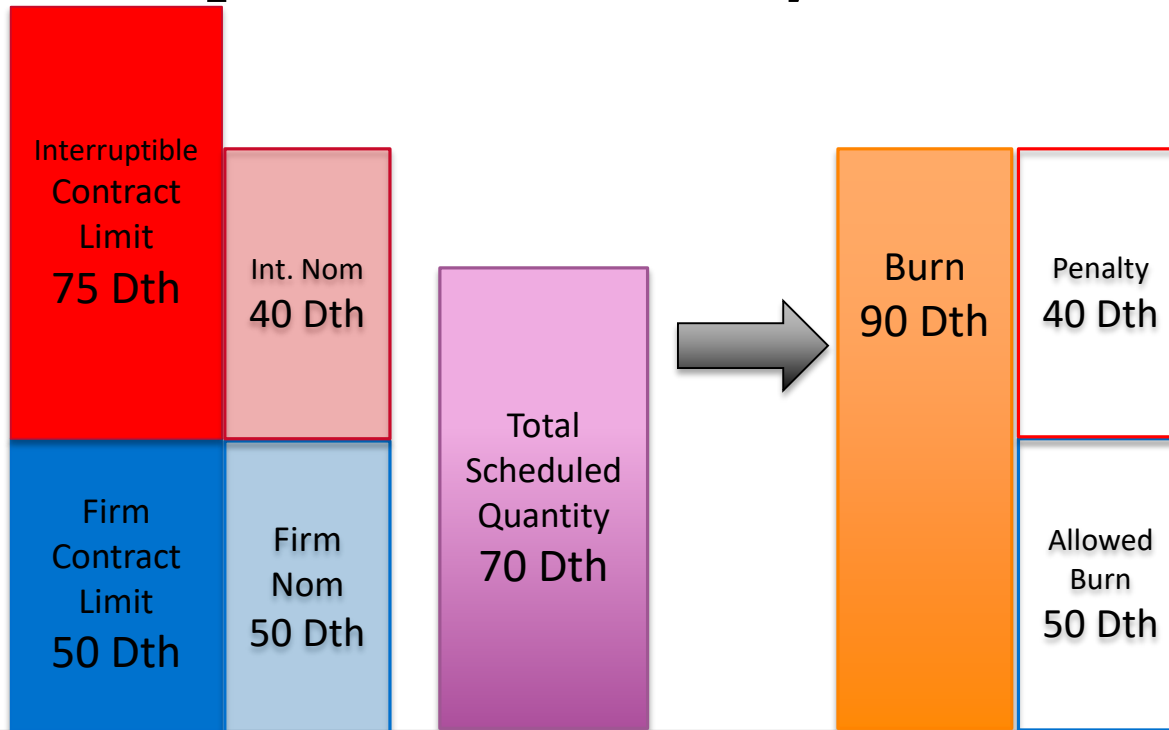 Interruptible
Contract
Limit
75 Dth
Int. Nom
40 Dth
Firm
Contract
Limit
50 Dth
Firm
Nom
50 Dth
Total
Scheduled
Quantity
70 Dth
Burn
90 Dth
Penalty
40 Dth
Allowed
Burn
50 Dth